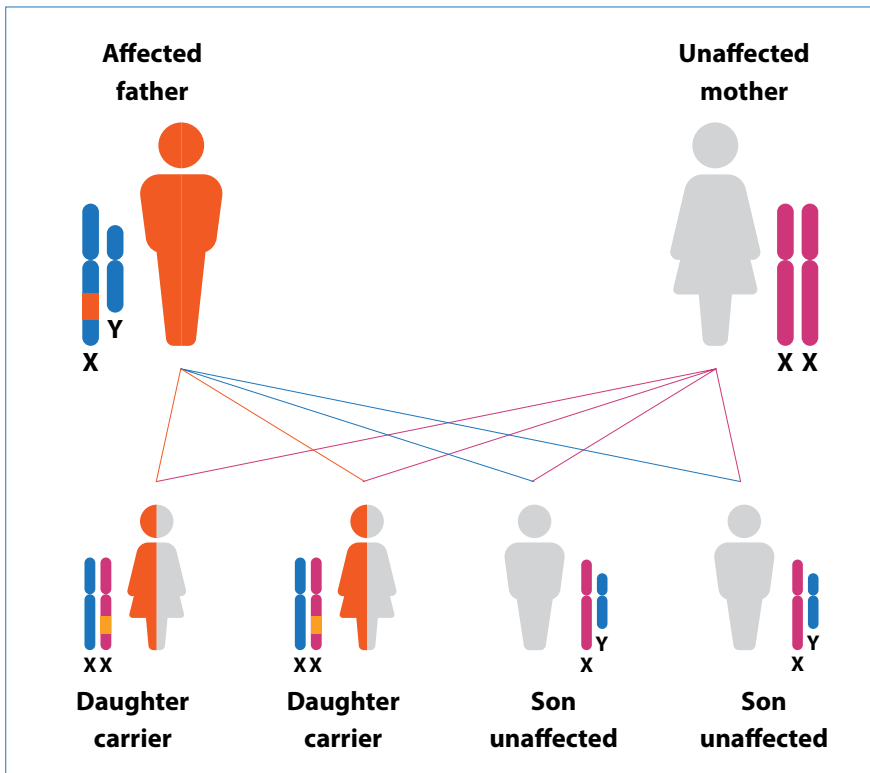 Affected
father
Unaffected
mother
X
Y
X X
X X
X X
X
Y
X
Y
Daughter
carrier
Daughter
carrier
Son
unaffected
Son
unaffected